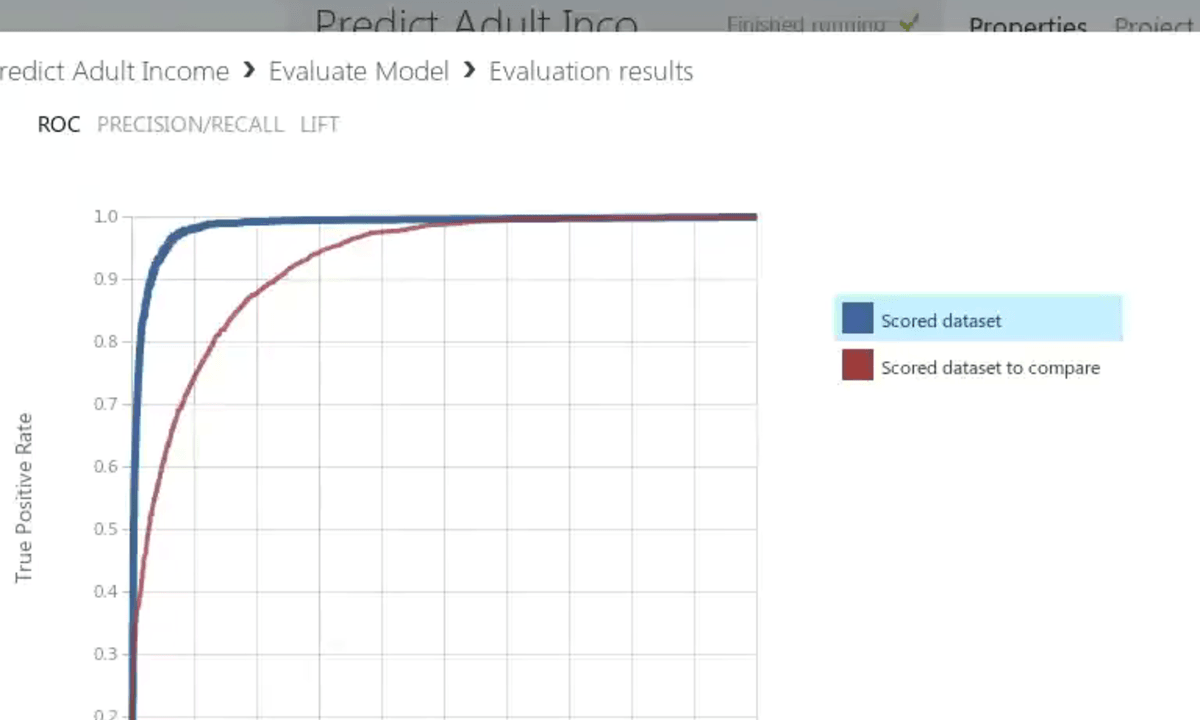 Predict Adult Inco
Finished running
Properties Project
redict Adult Income > Evaluate Model > Evaluation results
ROC PRECISION/RECALL LIFT
1.0
0.9
0.8
0.7
0.6
0.5
0.4
0.3
0.2
True Positive Rate
Scored dataset
Scored dataset to compare